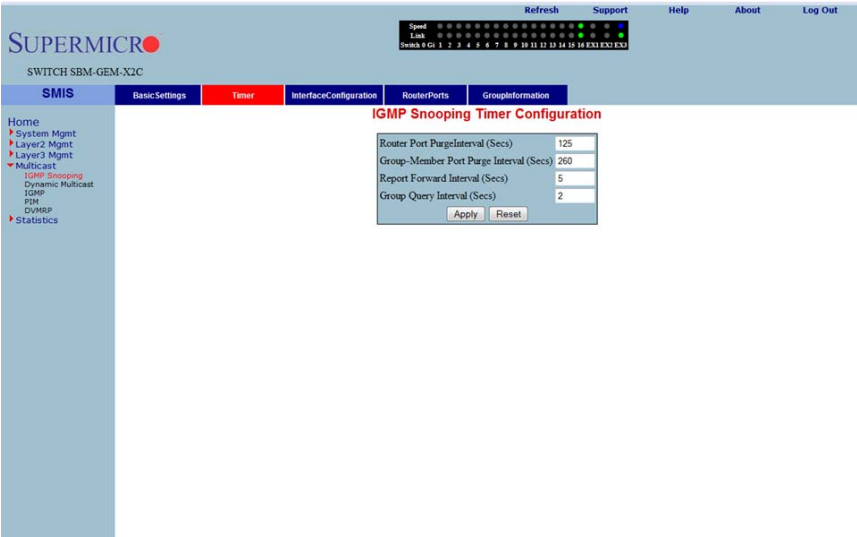 Refresh Support Help About Log Out
SUPERMICRO
SWITCH SBM-GEM-X2C
Speed
Link
Switch 0 Gi 1 2 3 4 5 6 7 8 9 10 11 12 13 14 15 16 EX1 EX2 EX3
SMIS
BasicSettings Timer InterfaceConfiguration RouterPorts GroupInformation
Home
System Mgmt
Layer2 Mgmt
Layer3 Mgmt
Multicast
IGMP Snooping
Dynamic Multicast
IGMP
PIM
DVMRP
Statistics
IGMP Snooping Timer Configuration
Router Port PurgeInterval (Secs) 125
Group-Member Port Purge Interval (Secs) 260
Report Forward Interval (Secs) 5
Group Query Interval (Secs) 2
Apply Reset